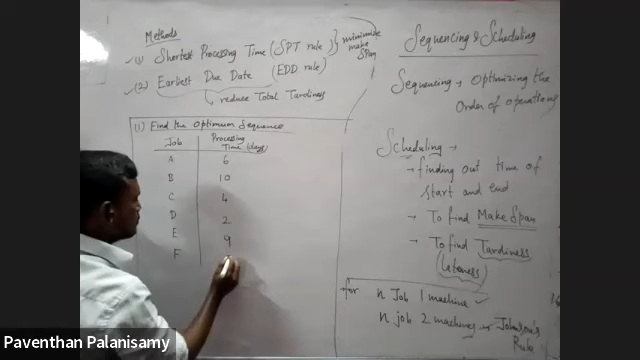 Methods
(1) Shortest Processing Time (SPT rule) } minimize make Span
(2) Earliest Due Date (EDD rule)
↳ reduce Total Tardiness
(1) Find the Optimum Sequence
Job Processing Time (days)
A 6
B 10
C 4
D 2
E 9
F
Sequencing & Scheduling
Sequencing → Optimizing the
Order of operations
Scheduling →
→ finding out time of
start and end
→ To find Make Span
→ To find Tardiness
(lateness)
for n Job 1 machine ✓
n job 2 machines → Johnson's
Rule
Paventhan Palanisamy